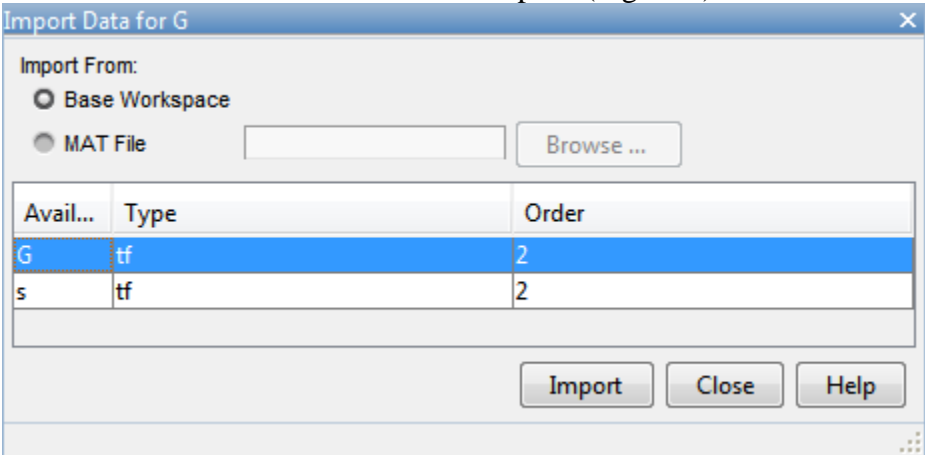 Import Data for G
Import From:
Base Workspace
MAT File Browse ...
Avail... Type Order
G tf 2
s tf 2
Import Close Help